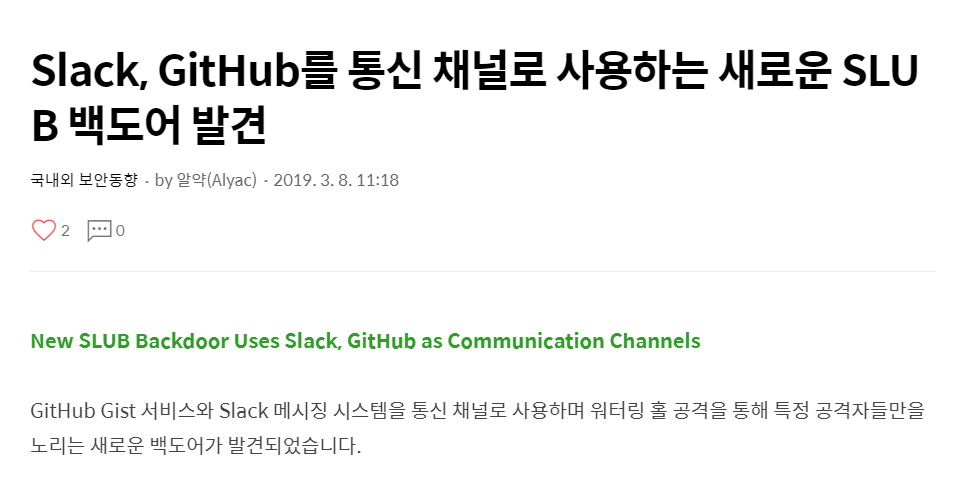 Slack, GitHub를 통신 채널로 사용하는 새로운 SLU
B 백도어 발견
국내외 보안동향 · by 알약(Alyac) · 2019. 3. 8. 11:18
2 0
New SLUB Backdoor Uses Slack, GitHub as Communication Channels
GitHub Gist 서비스와 Slack 메시징 시스템을 통신 채널로 사용하며 워터링 홀 공격을 통해 특정 공격자들만을
노리는 새로운 백도어가 발견되었습니다.